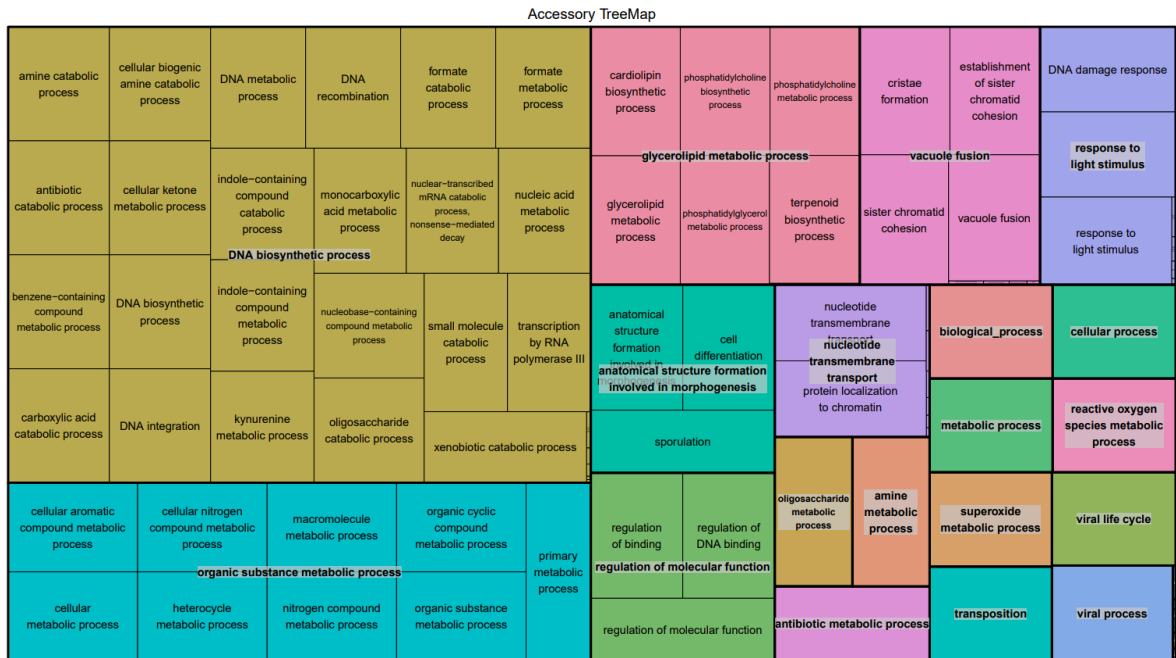 Accessory TreeMap
amine catabolic
process
cellular biogenic
amine catabolic
process
DNA metabolic
process
DNA
recombination
formate
catabolic
process
formate
metabolic
process
antibiotic
catabolic process
cellular ketone
metabolic process
indole−containing
compound
catabolic
process
monocarboxylic
acid metabolic
process
nuclear−transcribed
mRNA catabolic
process,
nonsense−mediated
decay
nucleic acid
metabolic
process
DNA biosynthetic process
benzene−containing
compound
metabolic process
DNA biosynthetic
process
indole−containing
compound
metabolic
process
nucleobase−containing
compound metabolic
process
small molecule
catabolic
process
transcription
by RNA
polymerase III
carboxylic acid
catabolic process
DNA integration
kynurenine
metabolic process
oligosaccharide
catabolic process
xenobiotic catabolic process
cellular aromatic
compound metabolic
process
cellular nitrogen
compound metabolic
process
macromolecule
metabolic process
organic cyclic
compound
metabolic process
primary
metabolic
process
organic substance metabolic process
cellular
metabolic process
heterocycle
metabolic process
nitrogen compound
metabolic process
organic substance
metabolic process
cardiolipin
biosynthetic
process
phosphatidylcholine
biosynthetic
process
phosphatidylcholine
metabolic process
glycerolipid metabolic process
glycerolipid
metabolic
process
phosphatidylglycerol
metabolic process
terpenoid
biosynthetic
process
cristae
formation
establishment
of sister
chromatid
cohesion
vacuole fusion
sister chromatid
cohesion
vacuole fusion
DNA damage response
response to
light stimulus
response to
light stimulus
anatomical
structure
formation
involved in
morphogenesis
cell
differentiation
anatomical structure formation
involved in morphogenesis
sporulation
nucleotide
transmembrane
transport
nucleotide
transmembrane
transport
protein localization
to chromatin
biological_process
cellular process
metabolic process
reactive oxygen
species metabolic
process
regulation
of binding
regulation of
DNA binding
regulation of molecular function
regulation of molecular function
oligosaccharide
metabolic
process
amine
metabolic
process
superoxide
metabolic process
viral life cycle
antibiotic metabolic process
transposition
viral process